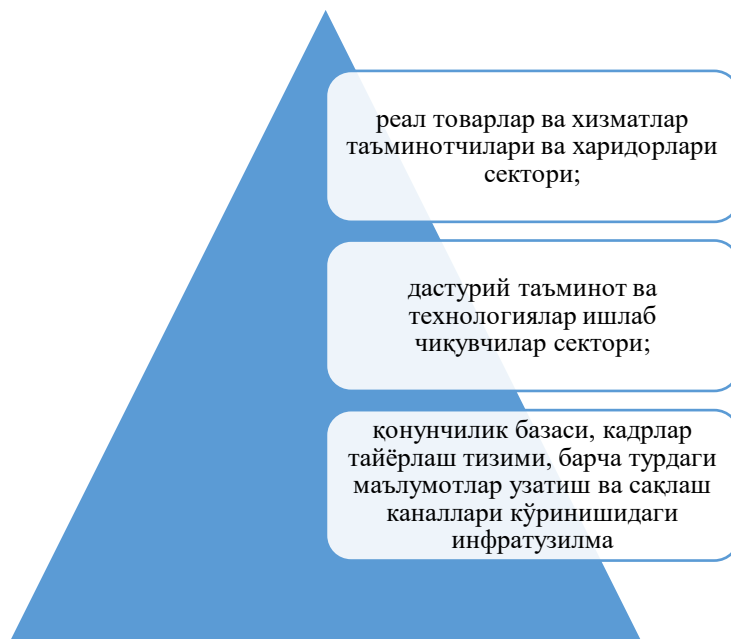 реал товарлар ва хизматлар
таъминотчилари ва харидорлари
сектори;
дастурий таъминот ва
технологиялар ишлаб
чиқувчилар сектори;
қонунчилик базаси, кадрлар
тайёрлаш тизими, барча турдаги
маълумотлар узатиш ва сақлаш
каналлари кўринишидаги
инфратузилма